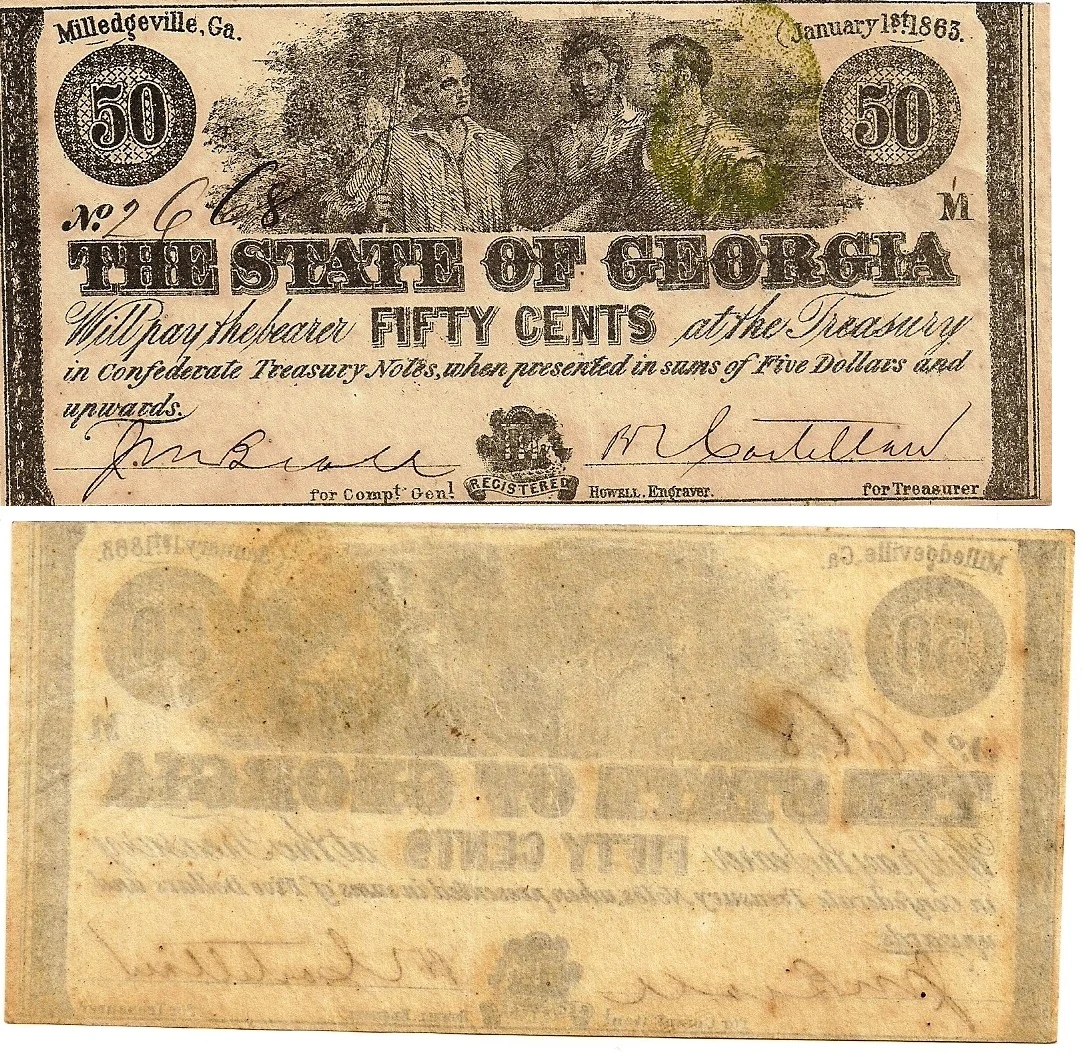 Milledgeville, Ga. January 1st. 1863.
50 50
No. 2668 M
THE STATE OF GEORGIA
Will pay the bearer FIFTY CENTS at the Treasury
in Confederate Treasury Notes, when presented in sums of Five Dollars and
upwards.
for Compt. Genl. REGISTERED HOWELL, Engraver. for Treasurer